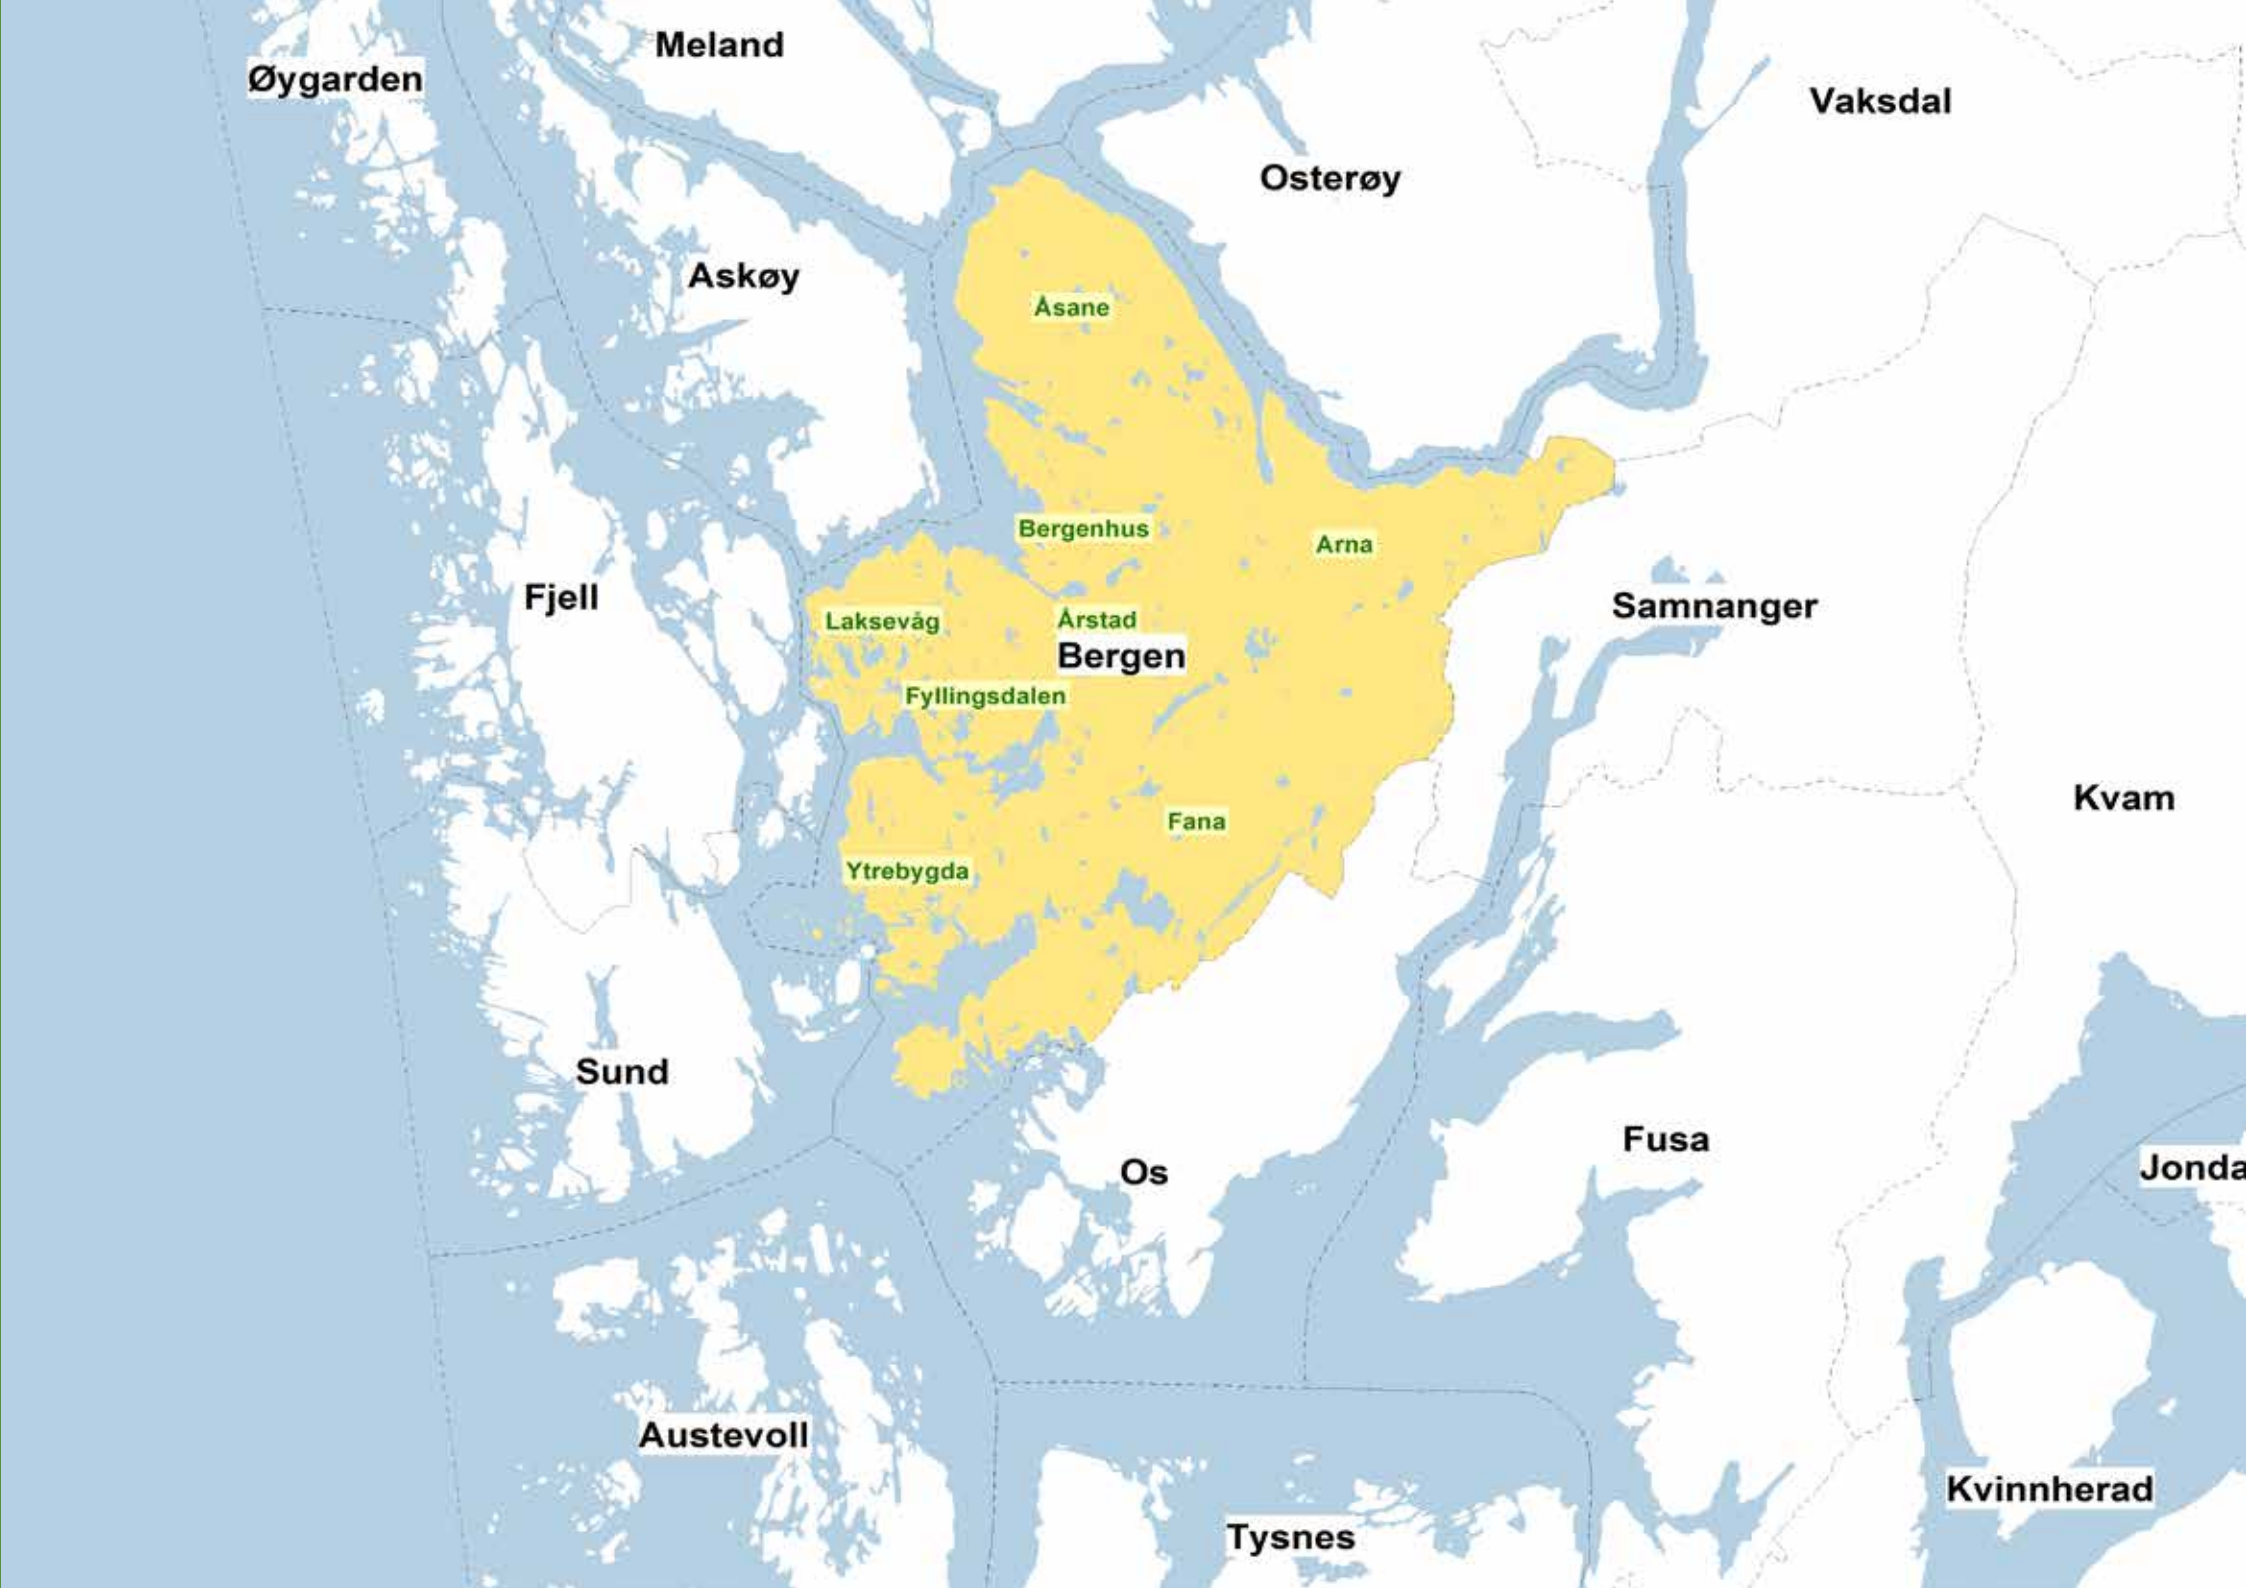 Meland
Øygarden
Vaksdal
Osterøy
Askøy
Åsane
Bergenhus
Arna
Fjell
Samnanger
Laksevåg
Årstad
Bergen
Fyllingsdalen
Kvam
Fana
Ytrebygda
Sund
Fusa
Os
Jonda
Austevoll
Kvinnherad
Tysnes